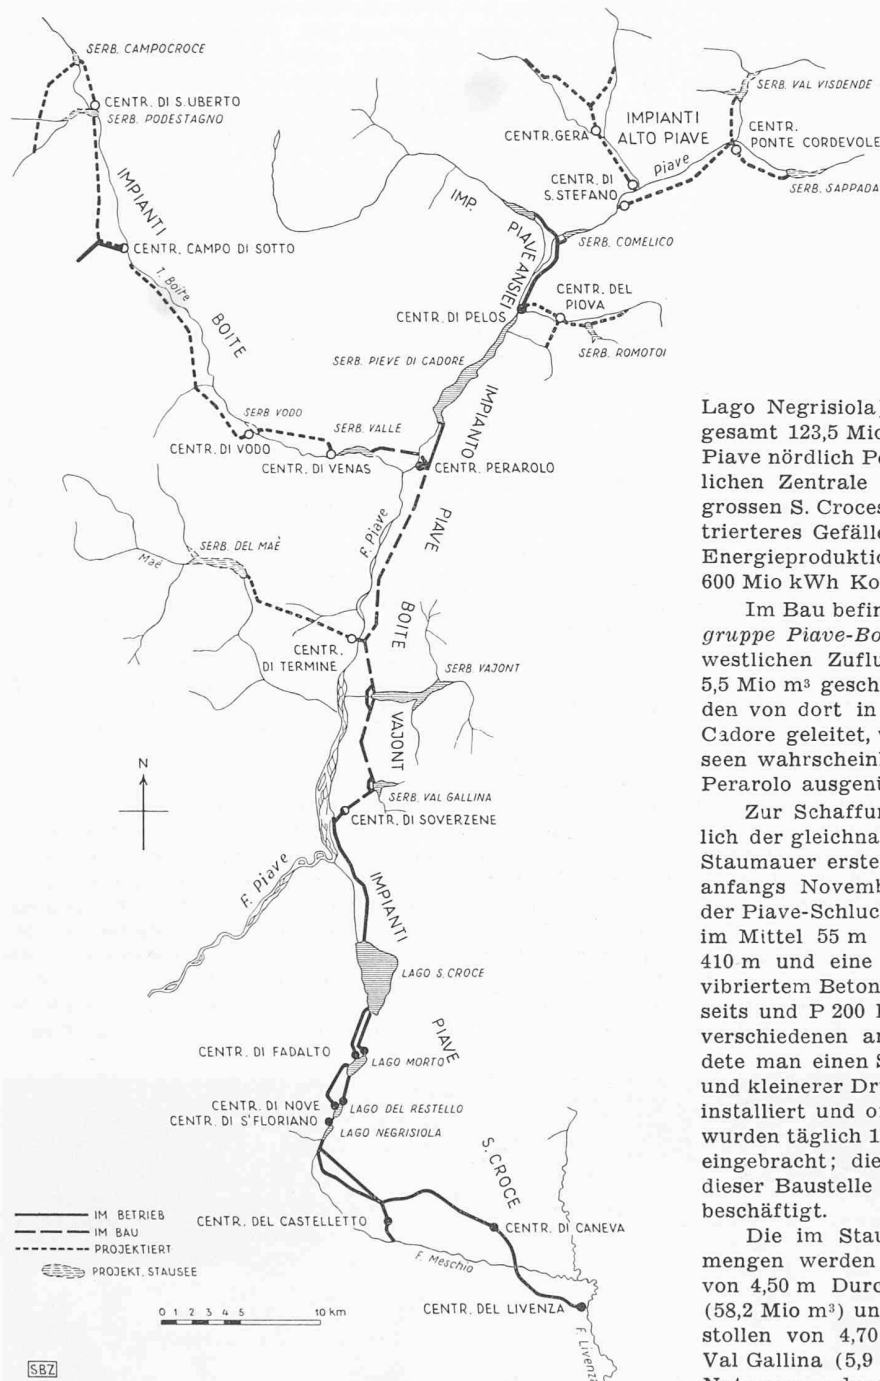 SERB. CAMPOCROCE
CENTR. DI S. UBERTO
SERB. PODESTAGNO
IMPIANTI
CENTR. CAMPO DI SOTTO
T. Boite
BOITE
SERB. VODO
CENTR. DI VODO
SERB. VALLE
CENTR. DI VENAS
CENTR. PERAROLO
CENTR. GERA
IMPIANTI
ALTO PIAVE
SERB. VAL VISDENDE
CENTR.
PONTE CORDEVOLE
Piave
CENTR. DI
S. STEFANO
SERB. SAPPADA
IMP.
PIAVE ANSIEI
SERB. COMELICO
CENTR. DEL
PIOVA
CENTR. DI PELOS
SERB. ROMOTOI
SERB. PIEVE DI CADORE
IMPIANTO
PIAVE
F. Piave
SERB. DEL MAÈ
Maé
BOITE
CENTR.
DI TERMINE
SERB. VAJONT
VAJONT
N
SERB. VAL GALLINA
CENTR. DI SOVERZENE
F. Piave
IMPIANTI
LAGO S. CROCE
PIAVE
CENTR. DI FADALTO
LAGO MORTO
CENTR. DI NOVE
LAGO DEL RESTELLO
CENTR. DI Sᵗ FLORIANO
LAGO NEGRISIOLA
S. CROCE
CENTR. DEL CASTELLETTO
CENTR. DI CANEVA
F. Meschio
CENTR. DEL LIVENZA
F. Livenza
IM BETRIEB
IM BAU
PROJEKTIERT
PROJEKT. STAUSEE
0 1 2 3 4 5 10 km
SBZ
Lago Negrisiola)
gesamt 123,5 Mio
Piave nördlich Po
lichen Zentrale
grossen S. Croces
trierteres Gefälle
Energieproduktio
600 Mio kWh Ko
Im Bau befin
gruppe Piave-Bo
westlichen Zuflu
5,5 Mio m³ gesch
den von dort in
Cadore geleitet, w
seen wahrschein
Perarolo ausgeni
Zur Schaffun
lich der gleichna
Staumauer erste
anfangs Novemb
der Piave-Schluc
im Mittel 55 m
410 m und eine
vibriertem Beton
seits und P 200 I
verschiedenen an
dete man einen S
und kleinerer Dr
installiert und o
wurden täglich 1
eingebracht; die
dieser Baustelle
beschäftigt.
Die im Stau
mengen werden
von 4,50 m Durc
(58,2 Mio m³) un
stollen von 4,70
Val Gallina (5,9